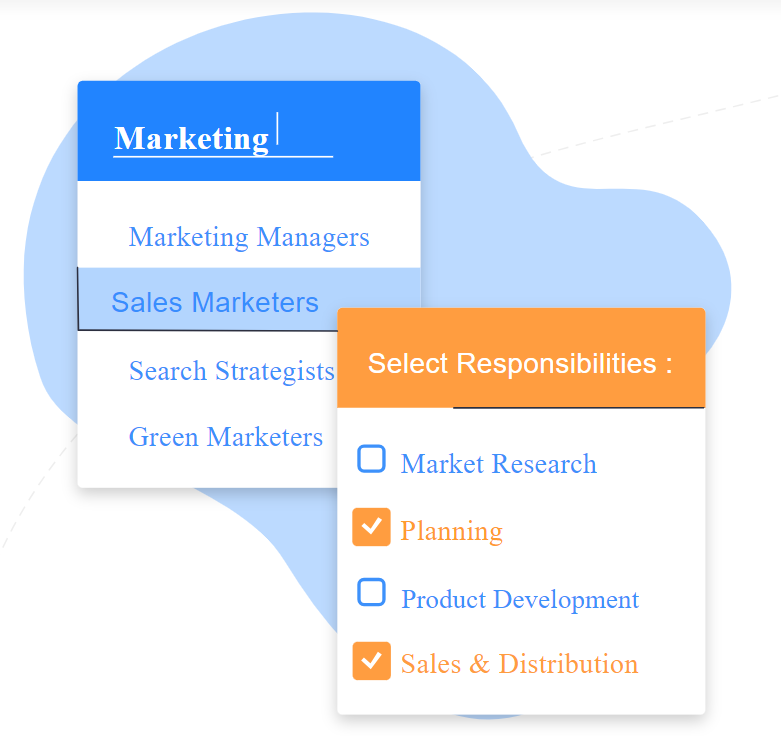 Marketing
Marketing Managers
Sales Marketers
Search Strategists
Green Marketers
Select Responsibilities :
Market Research
Planning
Product Development
Sales & Distribution